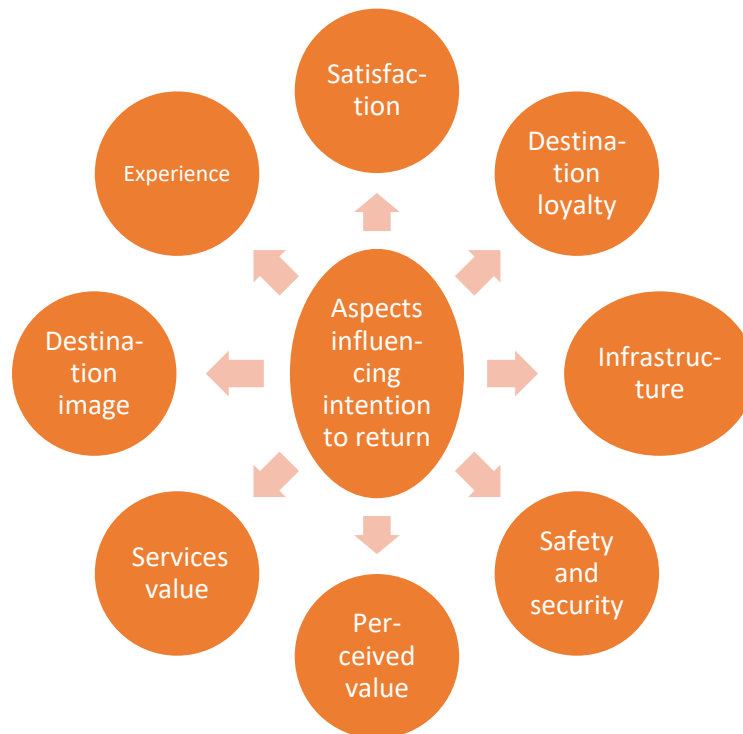 Satisfac-
tion
Destina-
tion
loyalty
Infrastruc-
ture
Safety
and
security
Per-
ceived
value
Services
value
Destina-
tion
image
Experience
Aspects
influen-
cing
intention
to return